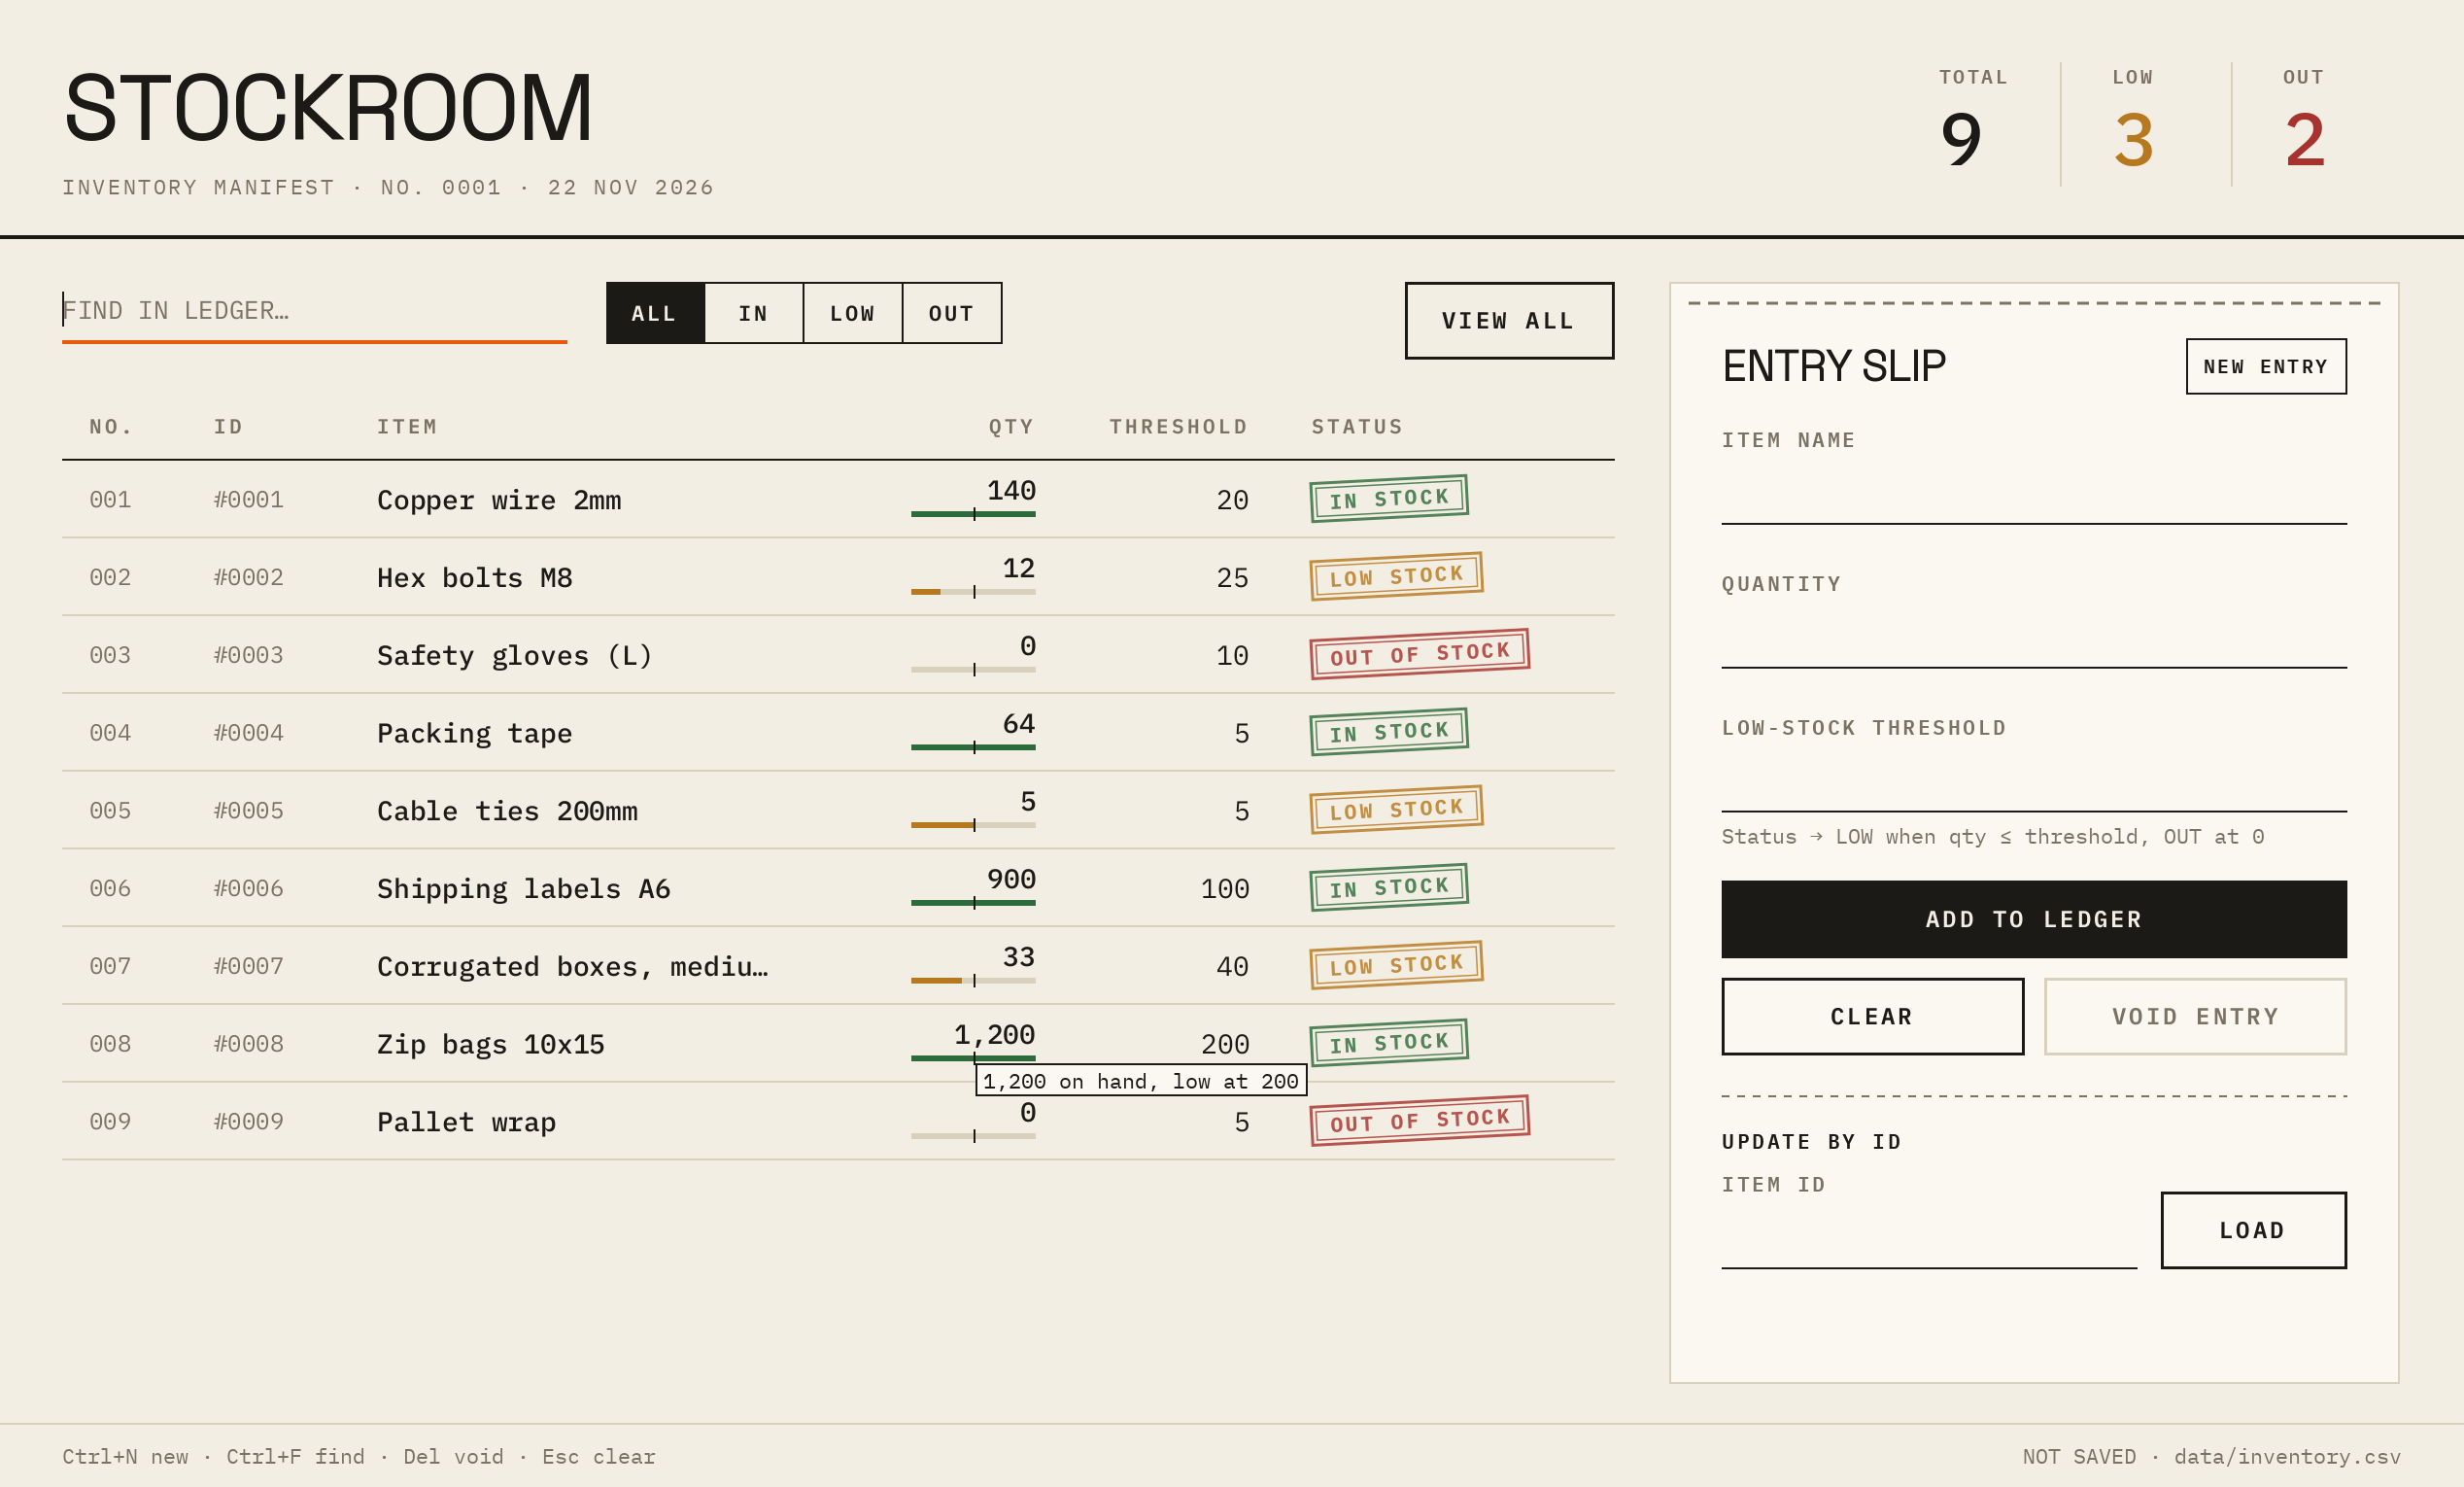 STOCKROOM
INVENTORY MANIFEST · NO. 0001 · 22 NOV 2026
TOTAL LOW OUT
9 3 2
FIND IN LEDGER…
ALL IN LOW OUT
VIEW ALL
NO. ID ITEM QTY THRESHOLD STATUS
001 #0001 Copper wire 2mm 140 20 IN STOCK
002 #0002 Hex bolts M8 12 25 LOW STOCK
003 #0003 Safety gloves (L) 0 10 OUT OF STOCK
004 #0004 Packing tape 64 5 IN STOCK
005 #0005 Cable ties 200mm 5 5 LOW STOCK
006 #0006 Shipping labels A6 900 100 IN STOCK
007 #0007 Corrugated boxes, mediu… 33 40 LOW STOCK
008 #0008 Zip bags 10x15 1,200 200 IN STOCK
1,200 on hand, low at 200
009 #0009 Pallet wrap 0 5 OUT OF STOCK
ENTRY SLIP
NEW ENTRY
ITEM NAME
QUANTITY
LOW-STOCK THRESHOLD
Status → LOW when qty ≤ threshold, OUT at 0
ADD TO LEDGER
CLEAR VOID ENTRY
UPDATE BY ID
ITEM ID
LOAD
Ctrl+N new · Ctrl+F find · Del void · Esc clear
NOT SAVED · data/inventory.csv